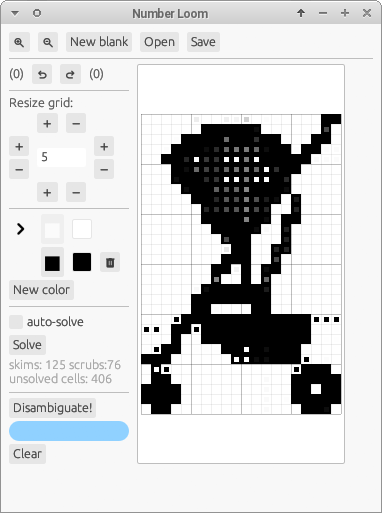 Number Loom
New blank
Open
Save
(0)
(0)
Resize grid:
5
New color
auto-solve
Solve
skims: 125 scrubs:76
unsolved cells: 406
Disambiguate!
Clear